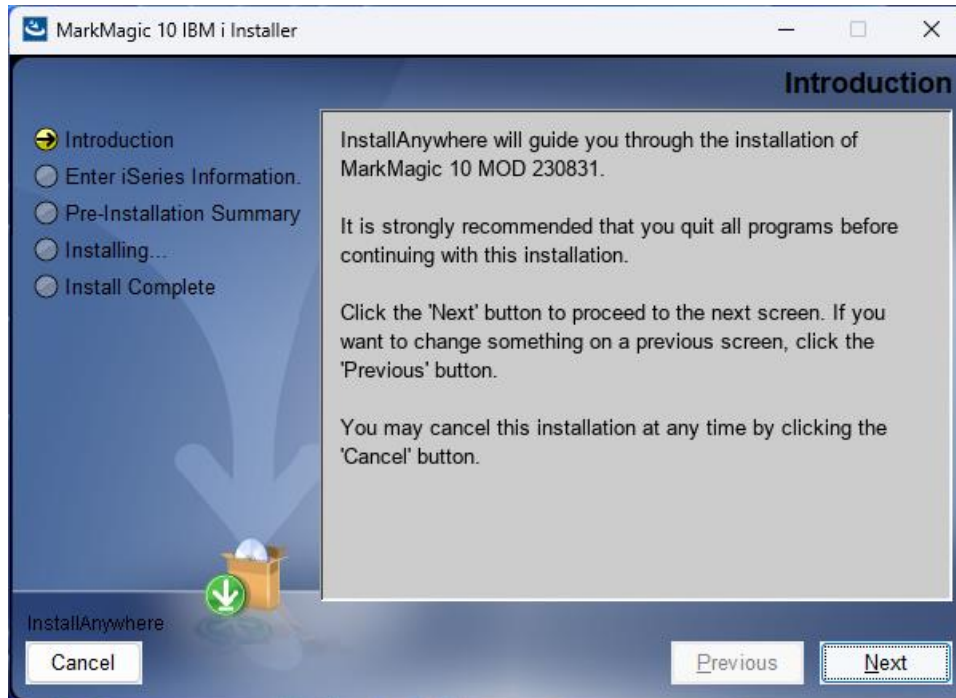 MarkMagic 10 IBM i Installer
Introduction
Introduction
Enter iSeries Information.
Pre-Installation Summary
Installing...
Install Complete
InstallAnywhere will guide you through the installation of
MarkMagic 10 MOD 230831.
It is strongly recommended that you quit all programs before
continuing with this installation.
Click the 'Next' button to proceed to the next screen. If you
want to change something on a previous screen, click the
'Previous' button.
You may cancel this installation at any time by clicking the
'Cancel' button.
InstallAnywhere
Cancel
Previous
Next